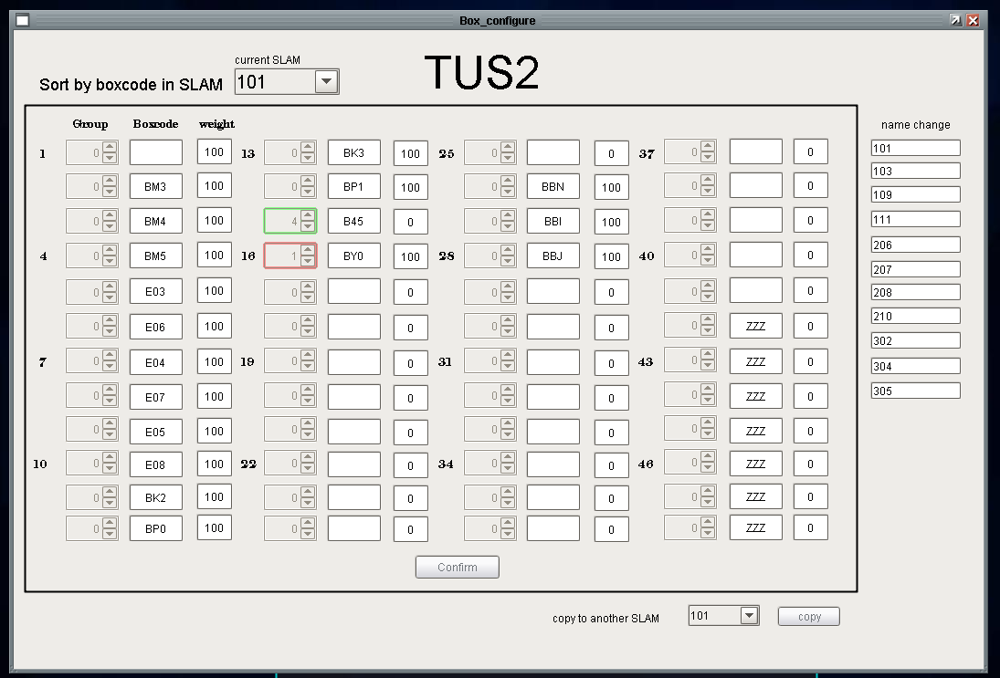 Box_configure
current SLAM
Sort by boxcode in SLAM 101 TUS2
Group Boxcode weight name change
1 0 100 13 0 BK3 100 25 0 0 37 0 0 101
0 BM3 100 0 BP1 100 0 BBN 100 0 0 103
0 BM4 100 4 B45 0 0 BBI 100 0 0 109
111
4 0 BM5 100 16 1 BY0 100 28 0 BBJ 100 40 0 0 206
207
0 E03 100 0 0 0 0 0 0 208
0 E06 100 0 0 0 0 0 ZZZ 0 210
302
7 0 E04 100 19 0 0 31 0 0 43 0 ZZZ 0 304
0 E07 100 0 0 0 0 0 ZZZ 0 305
0 E05 100 0 0 0 0 0 ZZZ 0
10 0 E08 100 22 0 0 34 0 0 46 0 ZZZ 0
0 BK2 100 0 0 0 0 0 ZZZ 0
0 BP0 100 0 0 0 0 0 ZZZ 0
Confirm
copy to another SLAM 101 copy